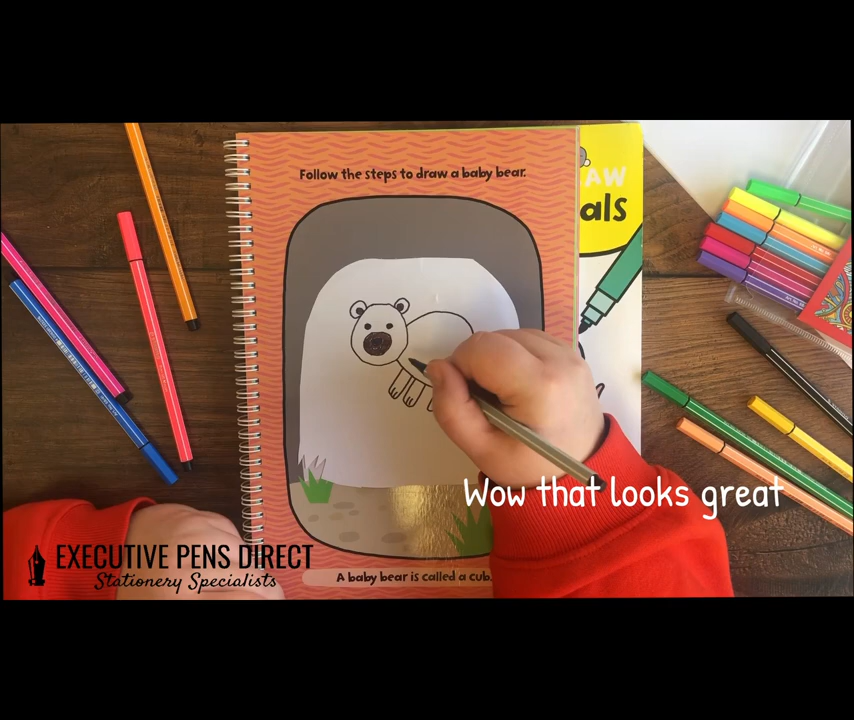 Follow the steps to draw a baby bear.
AW
als
Wow that looks great
EXECUTIVE PENS DIRECT
Stationery Specialists
A baby bear is called a cub.